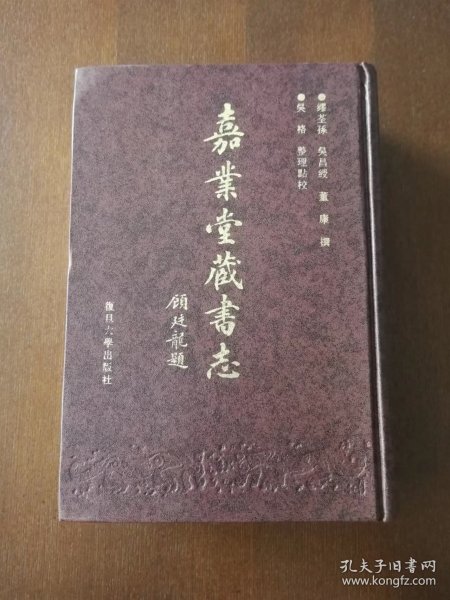 ●繆荃孫 吳昌綬 董康 撰
●吳格 整理點校
嘉業堂藏書志
顧廷龍題
復旦大學出版社
孔夫子旧书网
www.kongfz.com